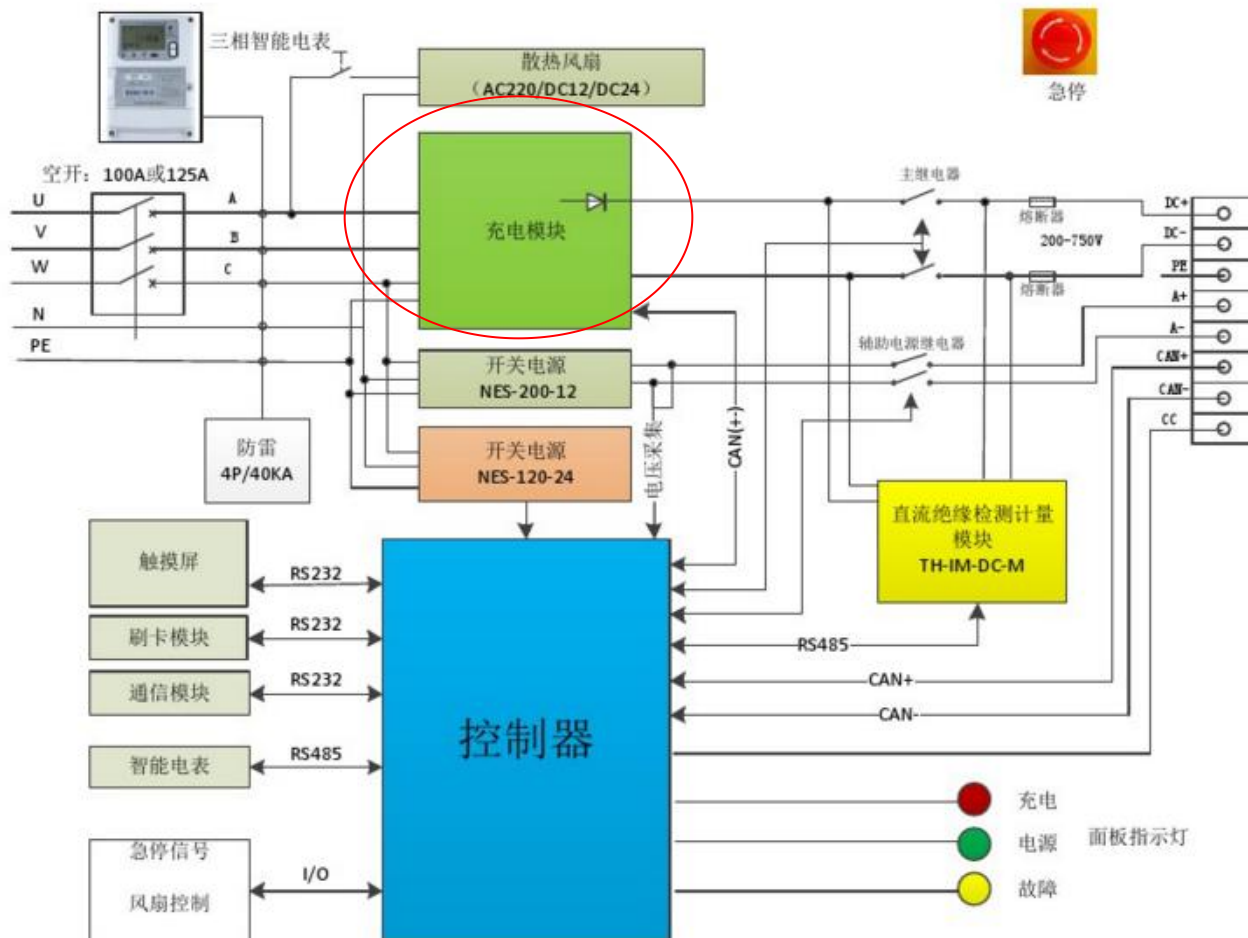 三相智能电表
散热风扇
（AC220/DC12/DC24）
急停
空开：100A或125A
U
V
W
N
PE
A
B
C
充电模块
主继电器
熔断器
200-750V
熔断器
DC+
DC-
PE
A+
A-
CAN+
CAN-
CC
辅助电源继电器
开关电源
NES-200-12
开关电源
NES-120-24
防雷
4P/40KA
电压采集
CAN(+-)
直流绝缘检测计量
模块
TH-IM-DC-M
触摸屏
RS232
刷卡模块
RS232
通信模块
RS232
智能电表
RS485
急停信号
风扇控制
I/O
控制器
RS485
CAN+
CAN-
充电
电源
故障
面板指示灯